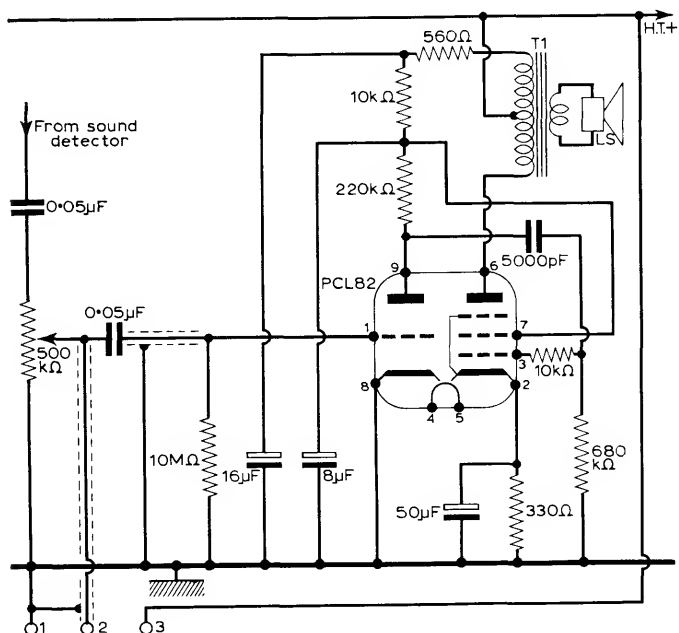 H.T.+
560Ω
T1
10kΩ
LS
From sound
detector
220kΩ
0·05μF
5000pF
9
6
PCL82
0·05μF
1
7
500
kΩ
3
10kΩ
8
2
4
5
10MΩ
16μF
8μF
680
kΩ
50μF
330Ω
1
2
3